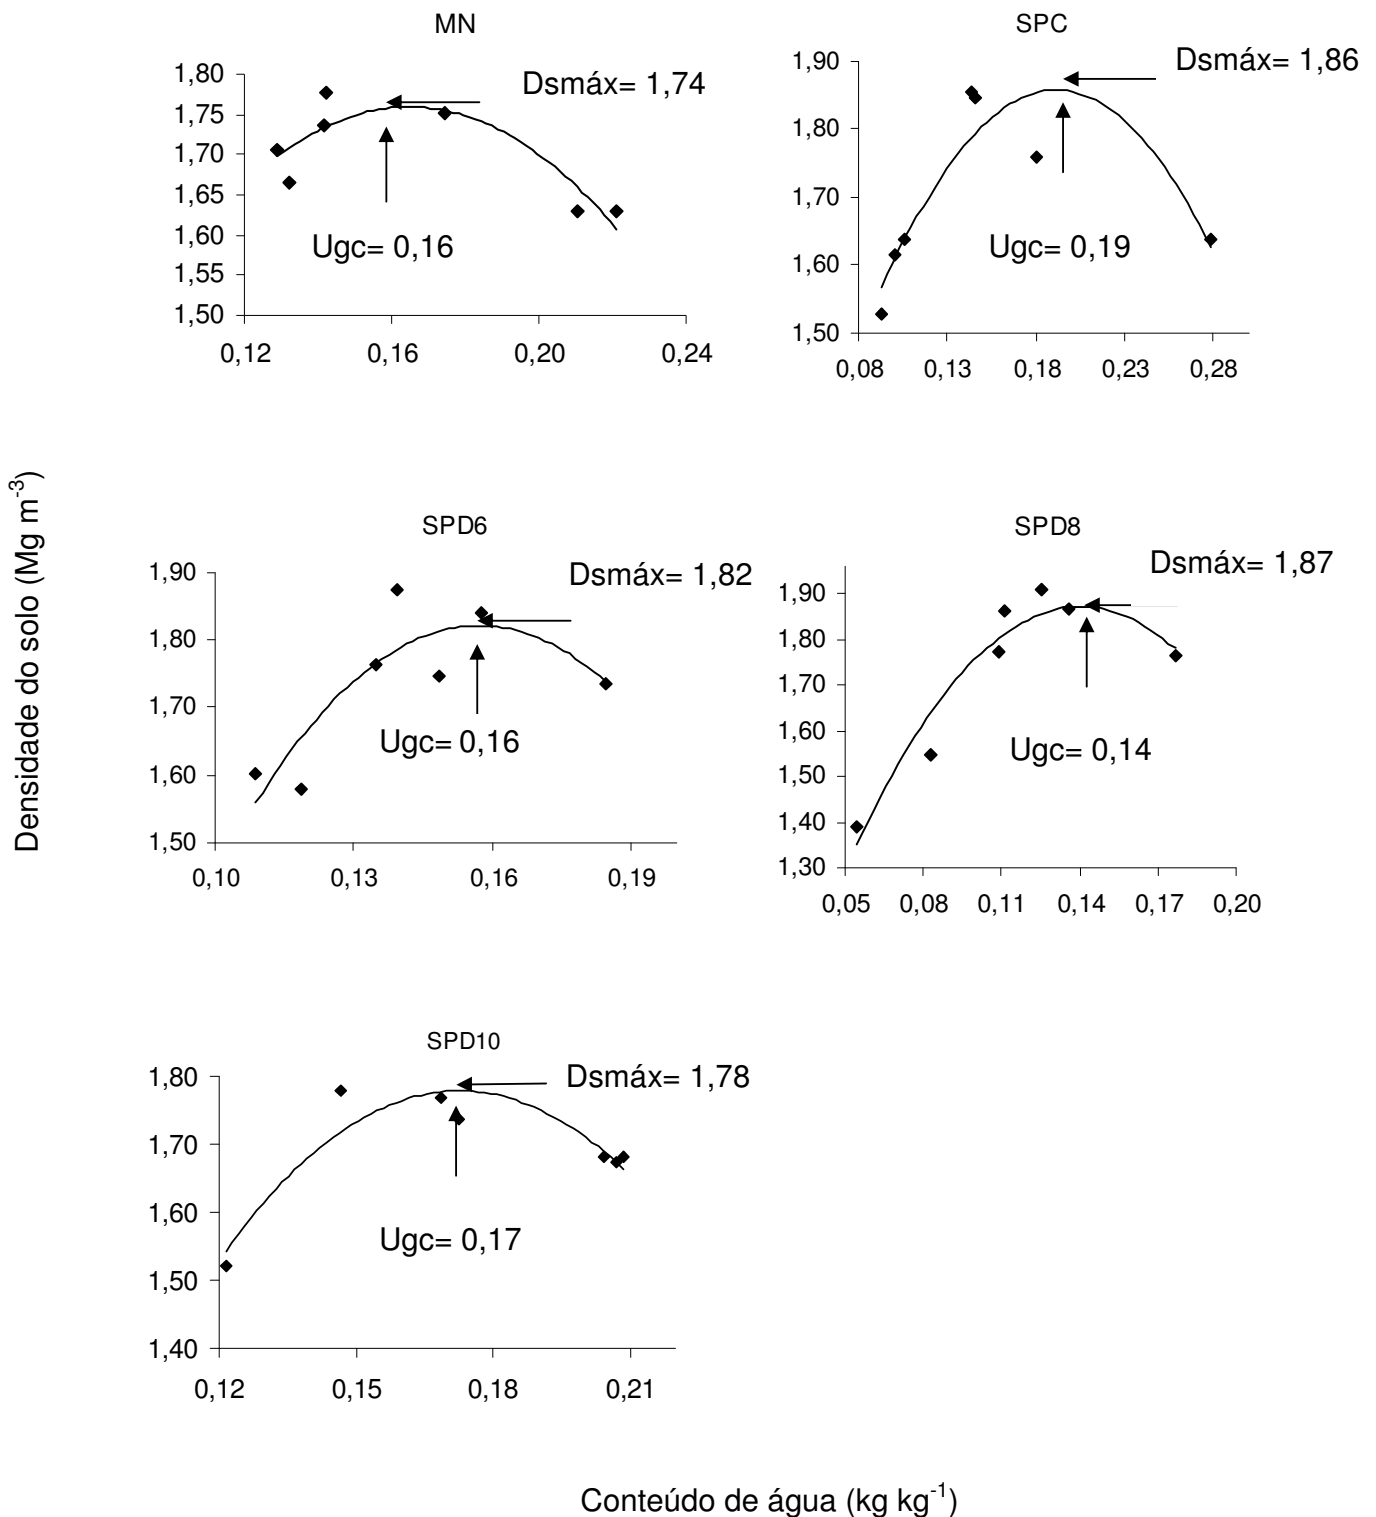 MN
1,80
1,75
1,70
1,65
1,60
1,55
1,50
0,12 0,16 0,20 0,24
Dsmáx= 1,74
Ugc= 0,16
SPC
1,90
1,80
1,70
1,60
1,50
0,08 0,13 0,18 0,23 0,28
Dsmáx= 1,86
Ugc= 0,19
Densidade do solo (Mg m⁻³)
SPD6
1,90
1,80
1,70
1,60
1,50
0,10 0,13 0,16 0,19
Dsmáx= 1,82
Ugc= 0,16
SPD8
1,90
1,80
1,70
1,60
1,50
1,40
1,30
0,05 0,08 0,11 0,14 0,17 0,20
Dsmáx= 1,87
Ugc= 0,14
SPD10
1,80
1,70
1,60
1,50
1,40
0,12 0,15 0,18 0,21
Dsmáx= 1,78
Ugc= 0,17
Conteúdo de água (kg kg⁻¹)